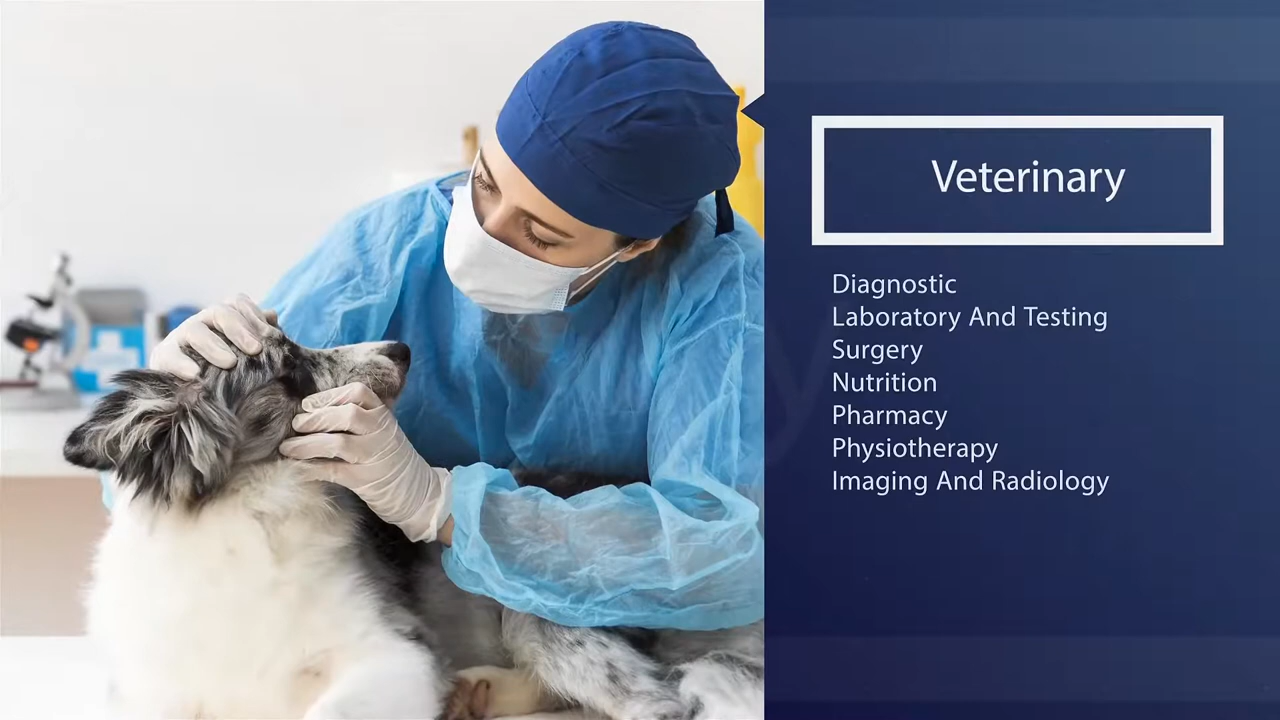 Veterinary
Diagnostic
Laboratory And Testing
Surgery
Nutrition
Pharmacy
Physiotherapy
Imaging And Radiology